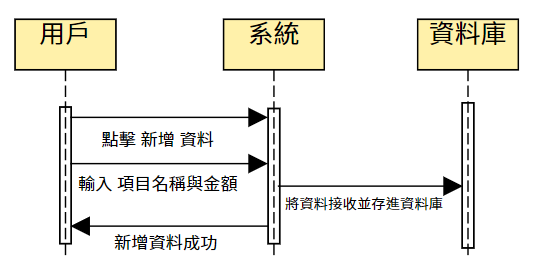 用戶
系統
資料庫
點擊 新增 資料
輸入 項目名稱與金額
將資料接收並存進資料庫
新增資料成功